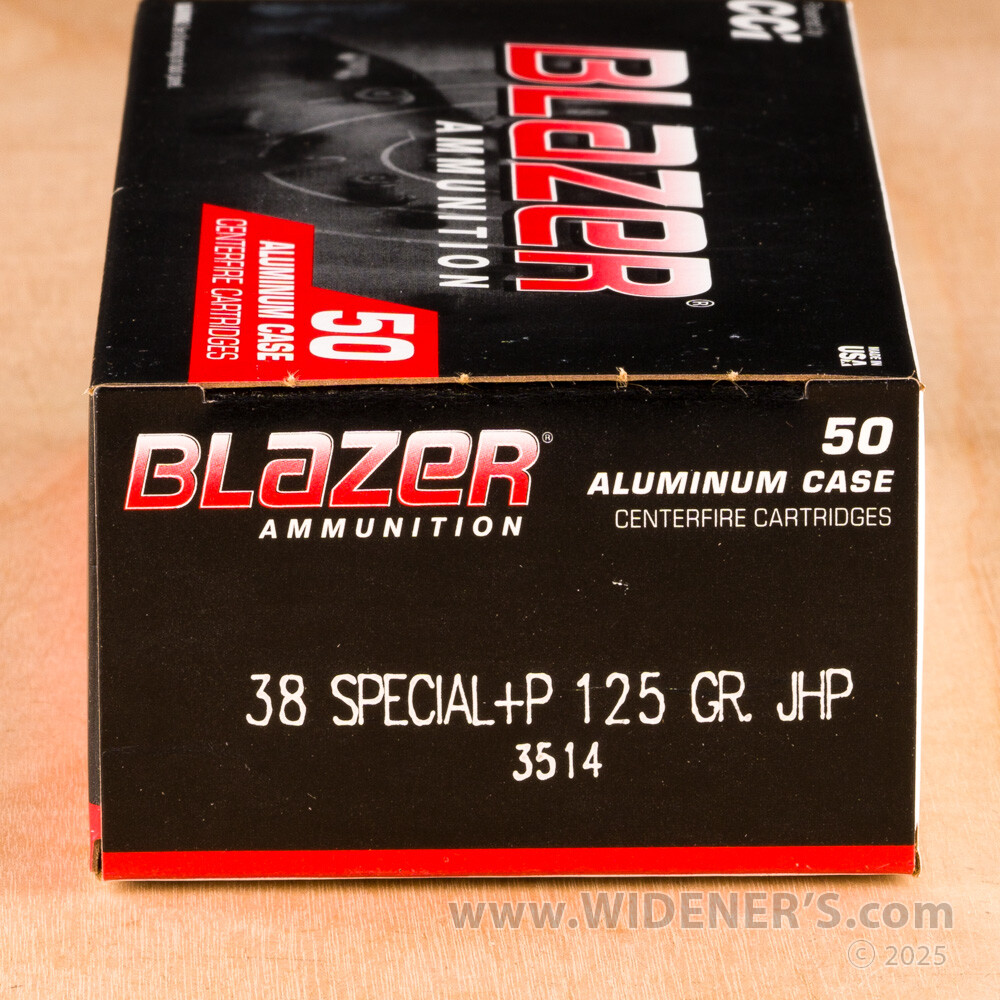 CCi
BLaZeR®
AMMUNITION
50
ALUMINUM CASE
CENTERFIRE CARTRIDGES
MADE IN
USA
BLaZeR®
AMMUNITION
50
ALUMINUM CASE
CENTERFIRE CARTRIDGES
38 SPECIAL+P 125 GR. JHP
3514
www.WIDENER'S.com
© 2025